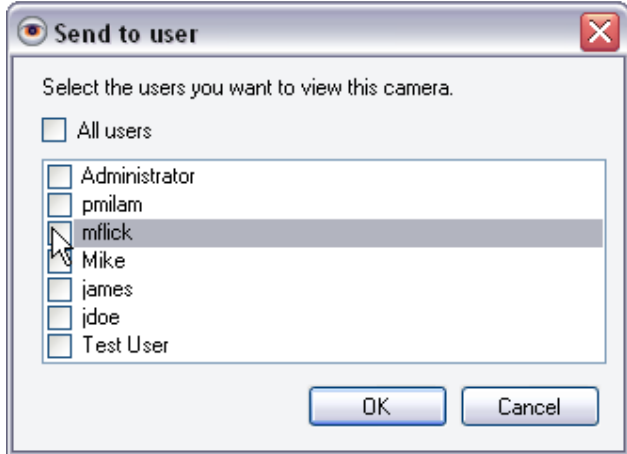 Send to user
Select the users you want to view this camera.
All users
Administrator
pmilam
mflick
Mike
james
jdoe
Test User
OK Cancel